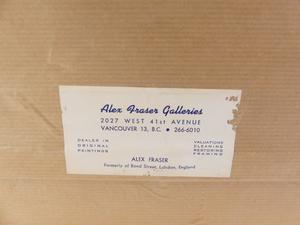 Alex Fraser Galleries
2027 WEST 41st AVENUE
VANCOUVER 13, B.C. • 266-6010
DEALER IN
ORIGINAL
PAINTINGS
VALUATIONS
CLEANING
RESTORING
FRAMING
ALEX FRASER
Formerly of Bond Street, London, England